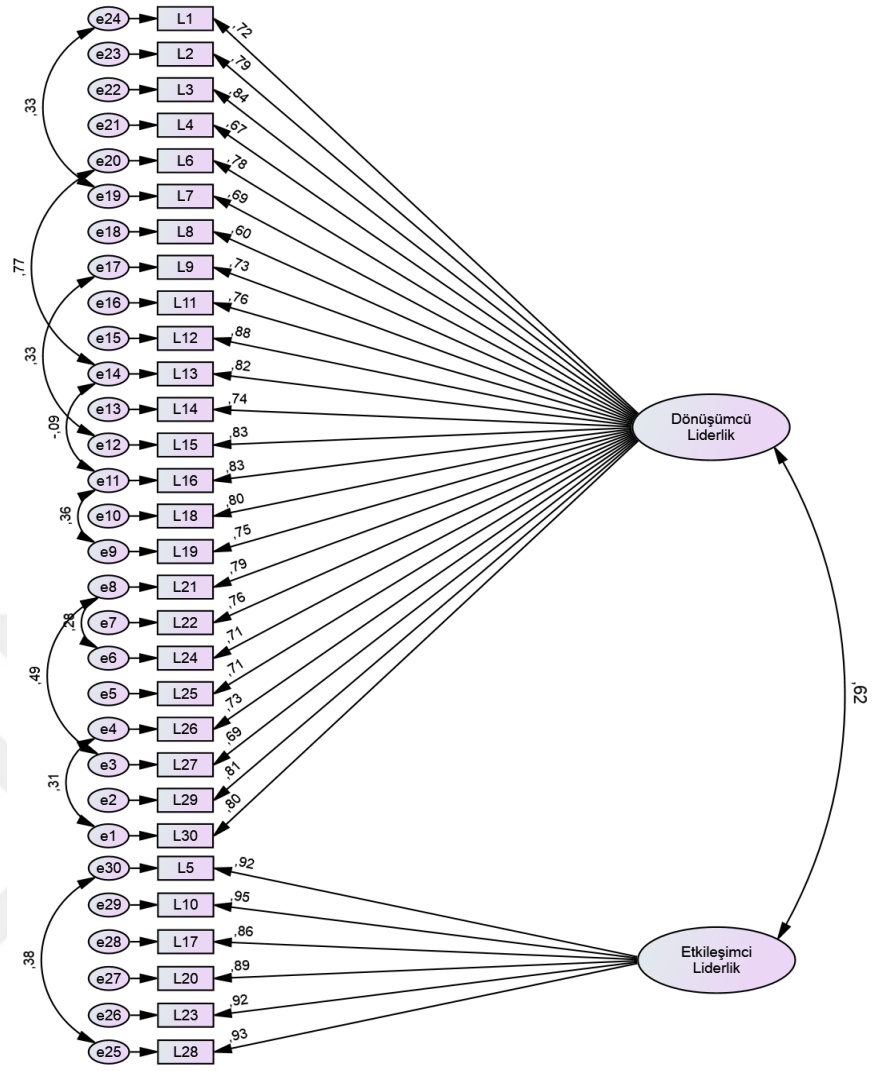 e24 L1 ,72
e23 L2 ,79
e22 L3 ,84
e21 L4 ,67
e20 L6 ,78
,33
e19 L7 ,69
e18 L8 ,60
e17 L9 ,73
,77
e16 L11 ,76
e15 L12 ,88
,33
e14 L13 ,82
e13 L14 ,74
Dönüşümcü
Liderlik
-,09
e12 L15 ,83
e11 L16 ,83
,36
e10 L18 ,80
e9 L19 ,75
e8 L21 ,79
,28
e7 L22 ,76
e6 L24 ,71
,49
e5 L25 ,71
,62
e4 L26 ,73
e3 L27 ,69
,31
e2 L29 ,81
e1 L30 ,80
e30 L5 ,92
e29 L10 ,95
e28 L17 ,86
,38
Etkileşimci
Liderlik
e27 L20 ,89
e26 L23 ,92
e25 L28 ,93